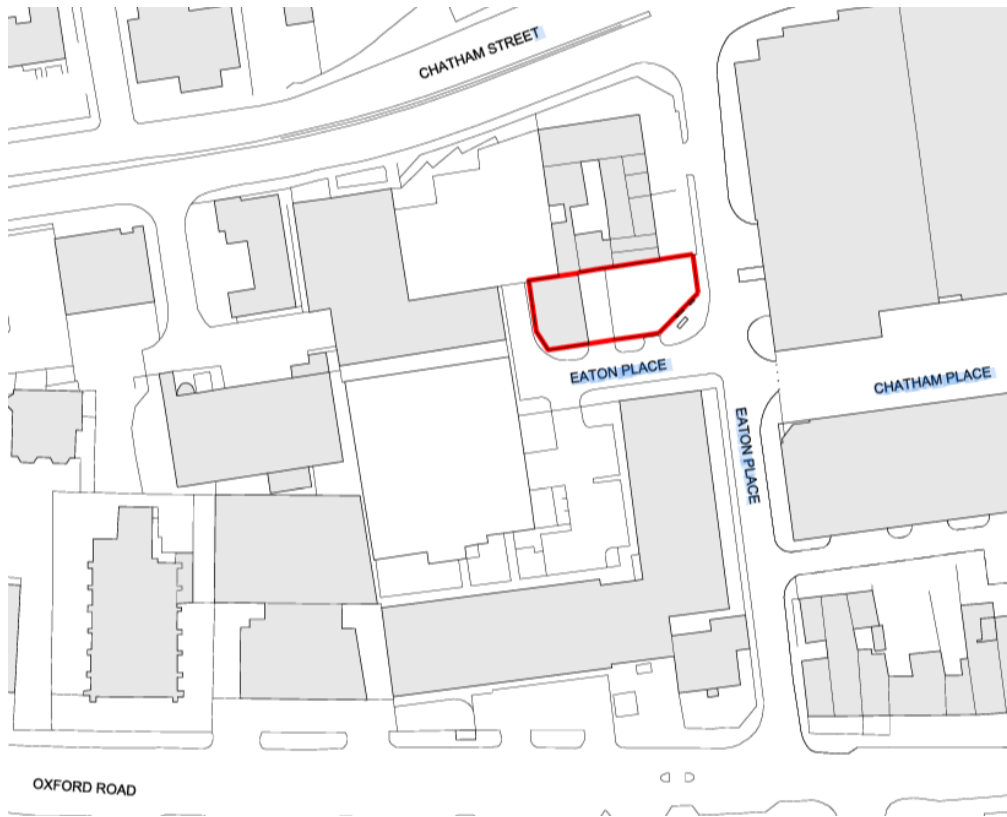 CHATHAM STREET
EATON PLACE
CHATHAM PLACE
EATON PLACE
OXFORD ROAD